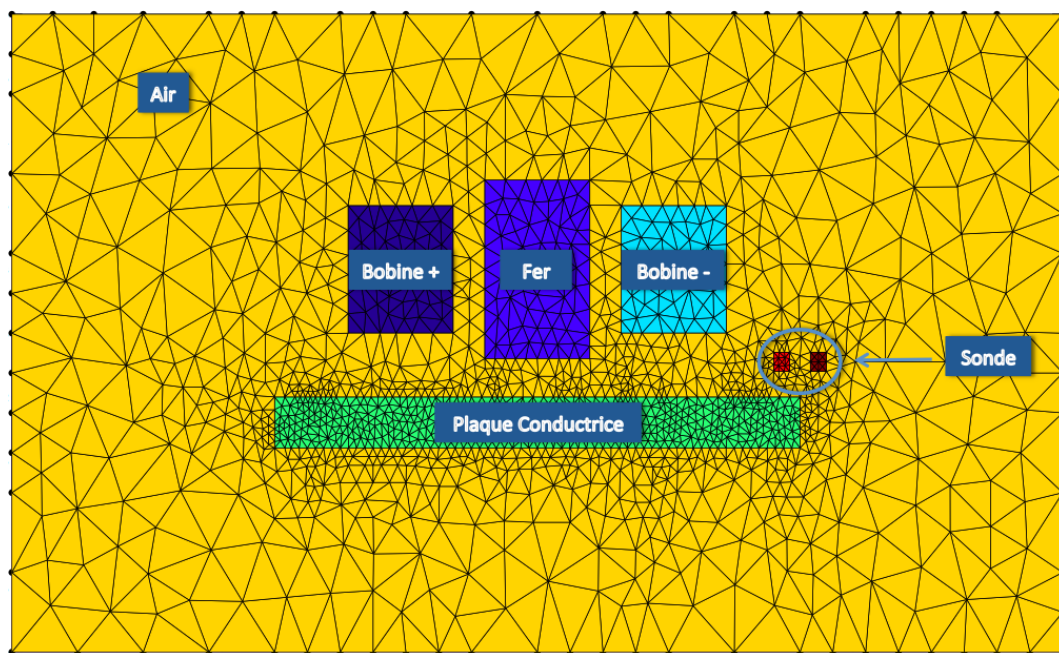 Air
Bobine +
Fer
Bobine -
Sonde
Plaque Conductrice